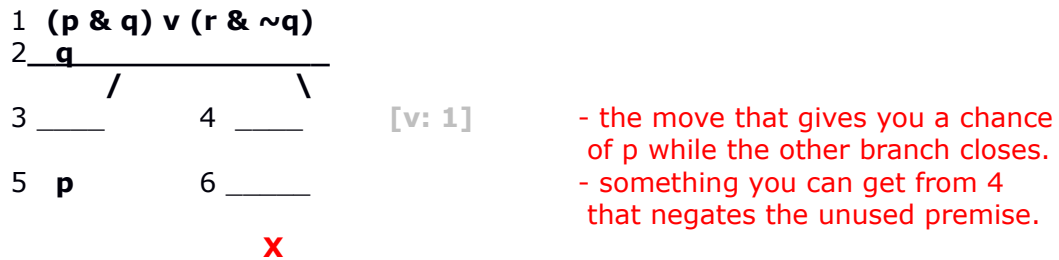 1 (p & q) v (r & ~q)
2 q
/ \
3 ____ 4 ____ [v: 1] - the move that gives you a chance
of p while the other branch closes.
5 p 6 _____ - something you can get from 4
that negates the unused premise.
X